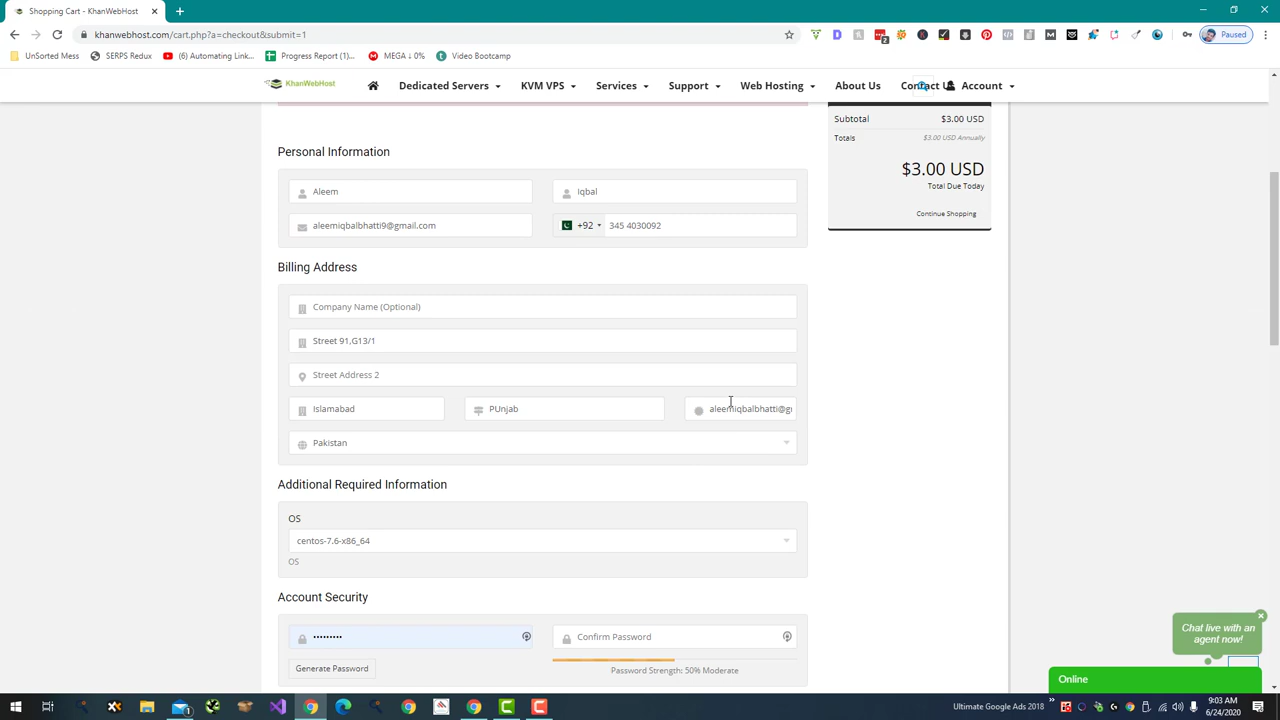 Shopping Cart
khanwebhost.com/cart.php?a=checkout&submit=1
Paused
UnSorted Mess
SERPS Redux
(6) Automating Link...
Progress Report (1)...
MEGA ↓ 0%
Video Bootcamp
KhanWebHost
Dedicated Servers
KVM VPS
Services
Support
Web Hosting
About Us
Contact U
Account
Subtotal $3.00 USD
Totals $3.00 USD Annually
$3.00 USD
Total Due Today
Continue Shopping
Personal Information
Aleem
Iqbal
aleemiqbalbhatti9@gmail.com
+92 345 4030092
Billing Address
Company Name (Optional)
Street 91,G13/1
Street Address 2
Islamabad
PUnjab
aleemiqbalbhatti@g
Pakistan
Additional Required Information
OS
centos-7.6-x86_64
OS
Account Security
•••••••••
Confirm Password
Generate Password
Password Strength: 50% Moderate
Chat live with an
agent now!
Online
Ultimate Google Ads 2018
9:03 AM
6/24/2020